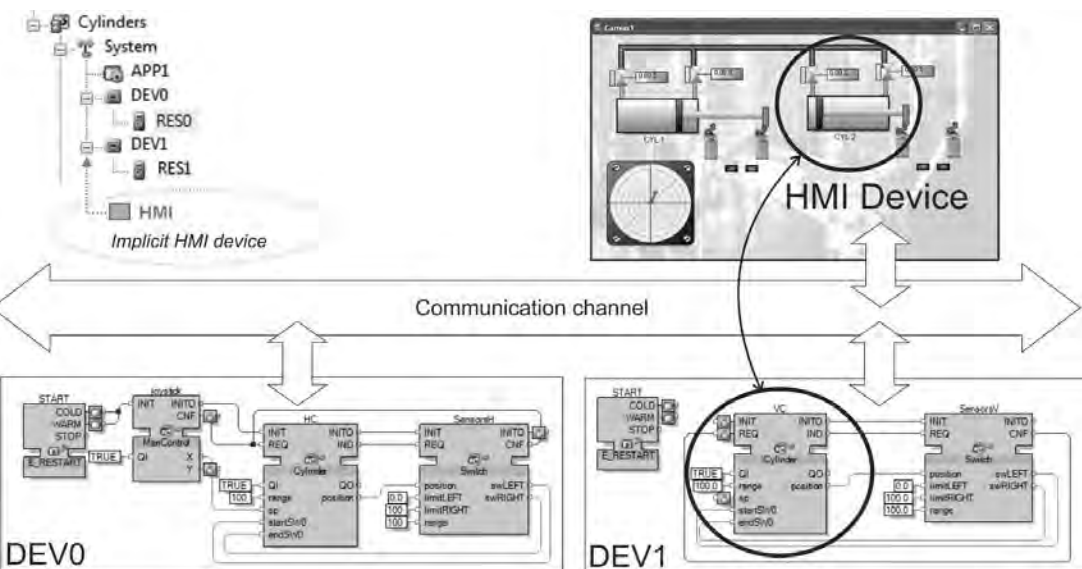 Cylinders
System
APP1
DEV0
RES0
DEV1
RES1
HMI
Implicit HMI device
Canvas1
CYL1
CYL2
HMI Device
Communication channel
START
COLD
WARM
STOP
E_RESTART
TRUE
joystick
INIT INITO
CNF
ManControl
QI X
Y
HC
INIT INITO
REQ IND
Cylinder
TRUE QI QO
100 range position
sp
startSW0
endSW0
SensorsH
INIT INITO
REQ CNF
Switch
position swLEFT
0.0 limitLEFT swRIGHT
100 limitRIGHT
100 range
DEV0
START
COLD
WARM
STOP
E_RESTART
VC
INIT INITO
REQ IND
Cylinder
TRUE QI QO
100.0 range position
sp
startSW0
endSW0
SensorsV
INIT INITO
REQ CNF
Switch
position swLEFT
0.0 limitLEFT swRIGHT
100.0 limitRIGHT
100.0 range
DEV1